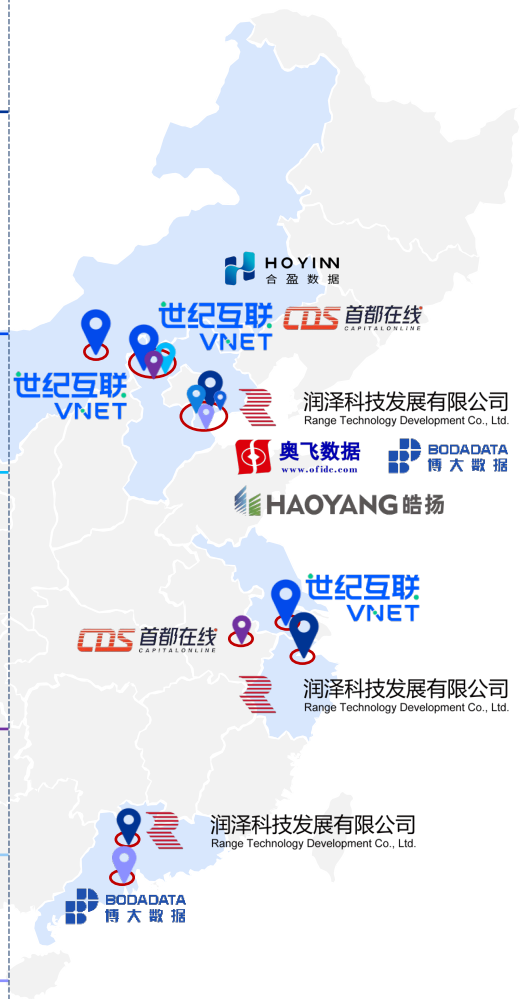 HOYINN
合盈数据
世纪互联
VNET
CDS 首都在线
CAPITALONLINE
世纪互联
VNET
润泽科技发展有限公司
Range Technology Development Co., Ltd.
奥飞数据
www.ofidc.com
BODADATA
博大数据
HAOYANG 皓扬
世纪互联
VNET
CDS 首都在线
CAPITALONLINE
润泽科技发展有限公司
Range Technology Development Co., Ltd.
润泽科技发展有限公司
Range Technology Development Co., Ltd.
BODADATA
博大数据